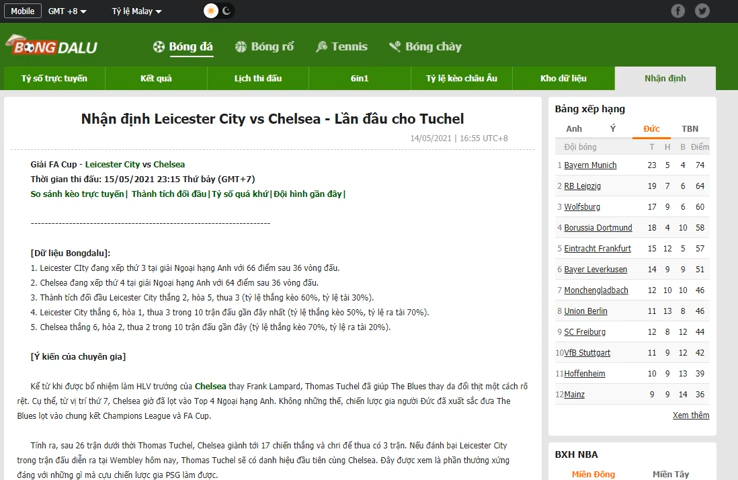 Mobile GMT +8 Tỷ lệ Malay
BONGDALU Bóng đá Bóng rổ Tennis Bóng chày
Tỷ số trực tuyến Kết quả Lịch thi đấu 6in1 Tỷ lệ kèo châu Âu Kho dữ liệu Nhận định
Nhận định Leicester City vs Chelsea - Lần đầu cho Tuchel
14/05/2021 | 16:55 UTC+8
Giải FA Cup - Leicester City vs Chelsea
Thời gian thi đấu: 15/05/2021 23:15 Thứ bảy (GMT+7)
So sánh kèo trực tuyến| Thành tích đối đầu|Tỷ số quá khứ|Đội hình gần đây|
--------------------------------------------------------------------
[Dữ liệu Bongdalu]:
1. Leicester CIty đang xếp thứ 3 tại giải Ngoại hạng Anh với 66 điểm sau 36 vòng đấu.
2. Chelsea đang xếp thứ 4 tại giải Ngoại hạng Anh với 64 điểm sau 36 vòng đấu.
3. Thành tích đối đầu Leicester City thắng 2, hòa 5, thua 3 (tỷ lệ thắng kèo 60%, tỷ lệ tài 30%).
4. Leicester City thắng 6, hòa 1, thua 3 trong 10 trận đấu gần đây nhất (tỷ lệ thắng kèo 50%, tỷ lệ ra tài 70%).
5. Chelsea thắng 6, hòa 2, thua 2 trong 10 trận đấu gần đây (tỷ lệ thắng kèo 70%, tỷ lệ ra tài 20%).
[Ý kiến của chuyên gia]
Kể từ khi được bổ nhiệm làm HLV trưởng của Chelsea thay Frank Lampard, Thomas Tuchel đã giúp The Blues thay da đổi thịt một cách rõ
rệt. Cụ thể, từ vị trí thứ 7, Chelsea giờ đã lọt vào Top 4 Ngoại hạng Anh. Không những thế, chiến lược gia người Đức đã xuất sắc đưa The
Blues lọt vào chung kết Champions League và FA Cup.
Tính ra, sau 26 trận dưới thời Thomas Tuchel, Chelsea giành tới 17 chiến thắng và chri để thua có 3 trận. Nếu đánh bại Leicester City
trong trận đấu diễn ra tại Wembley hôm nay, Thomas Tuchel sẽ có danh hiệu đầu tiên cùng Chelsea. Đây được xem là phần thưởng xứng
đáng với những gì mà cựu chiến lược gia PSG làm được.
Bảng xếp hạng
Anh Ý Đức TBN
Đội bóng T H B Điểm
1 Bayern Munich 23 5 4 74
2 RB Leipzig 19 7 6 64
3 Wolfsburg 17 9 6 60
4 Borussia Dortmund 18 4 10 58
5 Eintracht Frankfurt 15 12 5 57
6 Bayer Leverkusen 14 9 9 51
7 Monchengladbach 12 10 10 46
8 Union Berlin 11 13 8 46
9 SC Freiburg 12 8 12 44
10 VfB Stuttgart 11 9 12 42
11 Hoffenheim 10 9 13 39
12 Mainz 9 9 14 36
Xem thêm
BXH NBA
Miền Đông Miền Tây